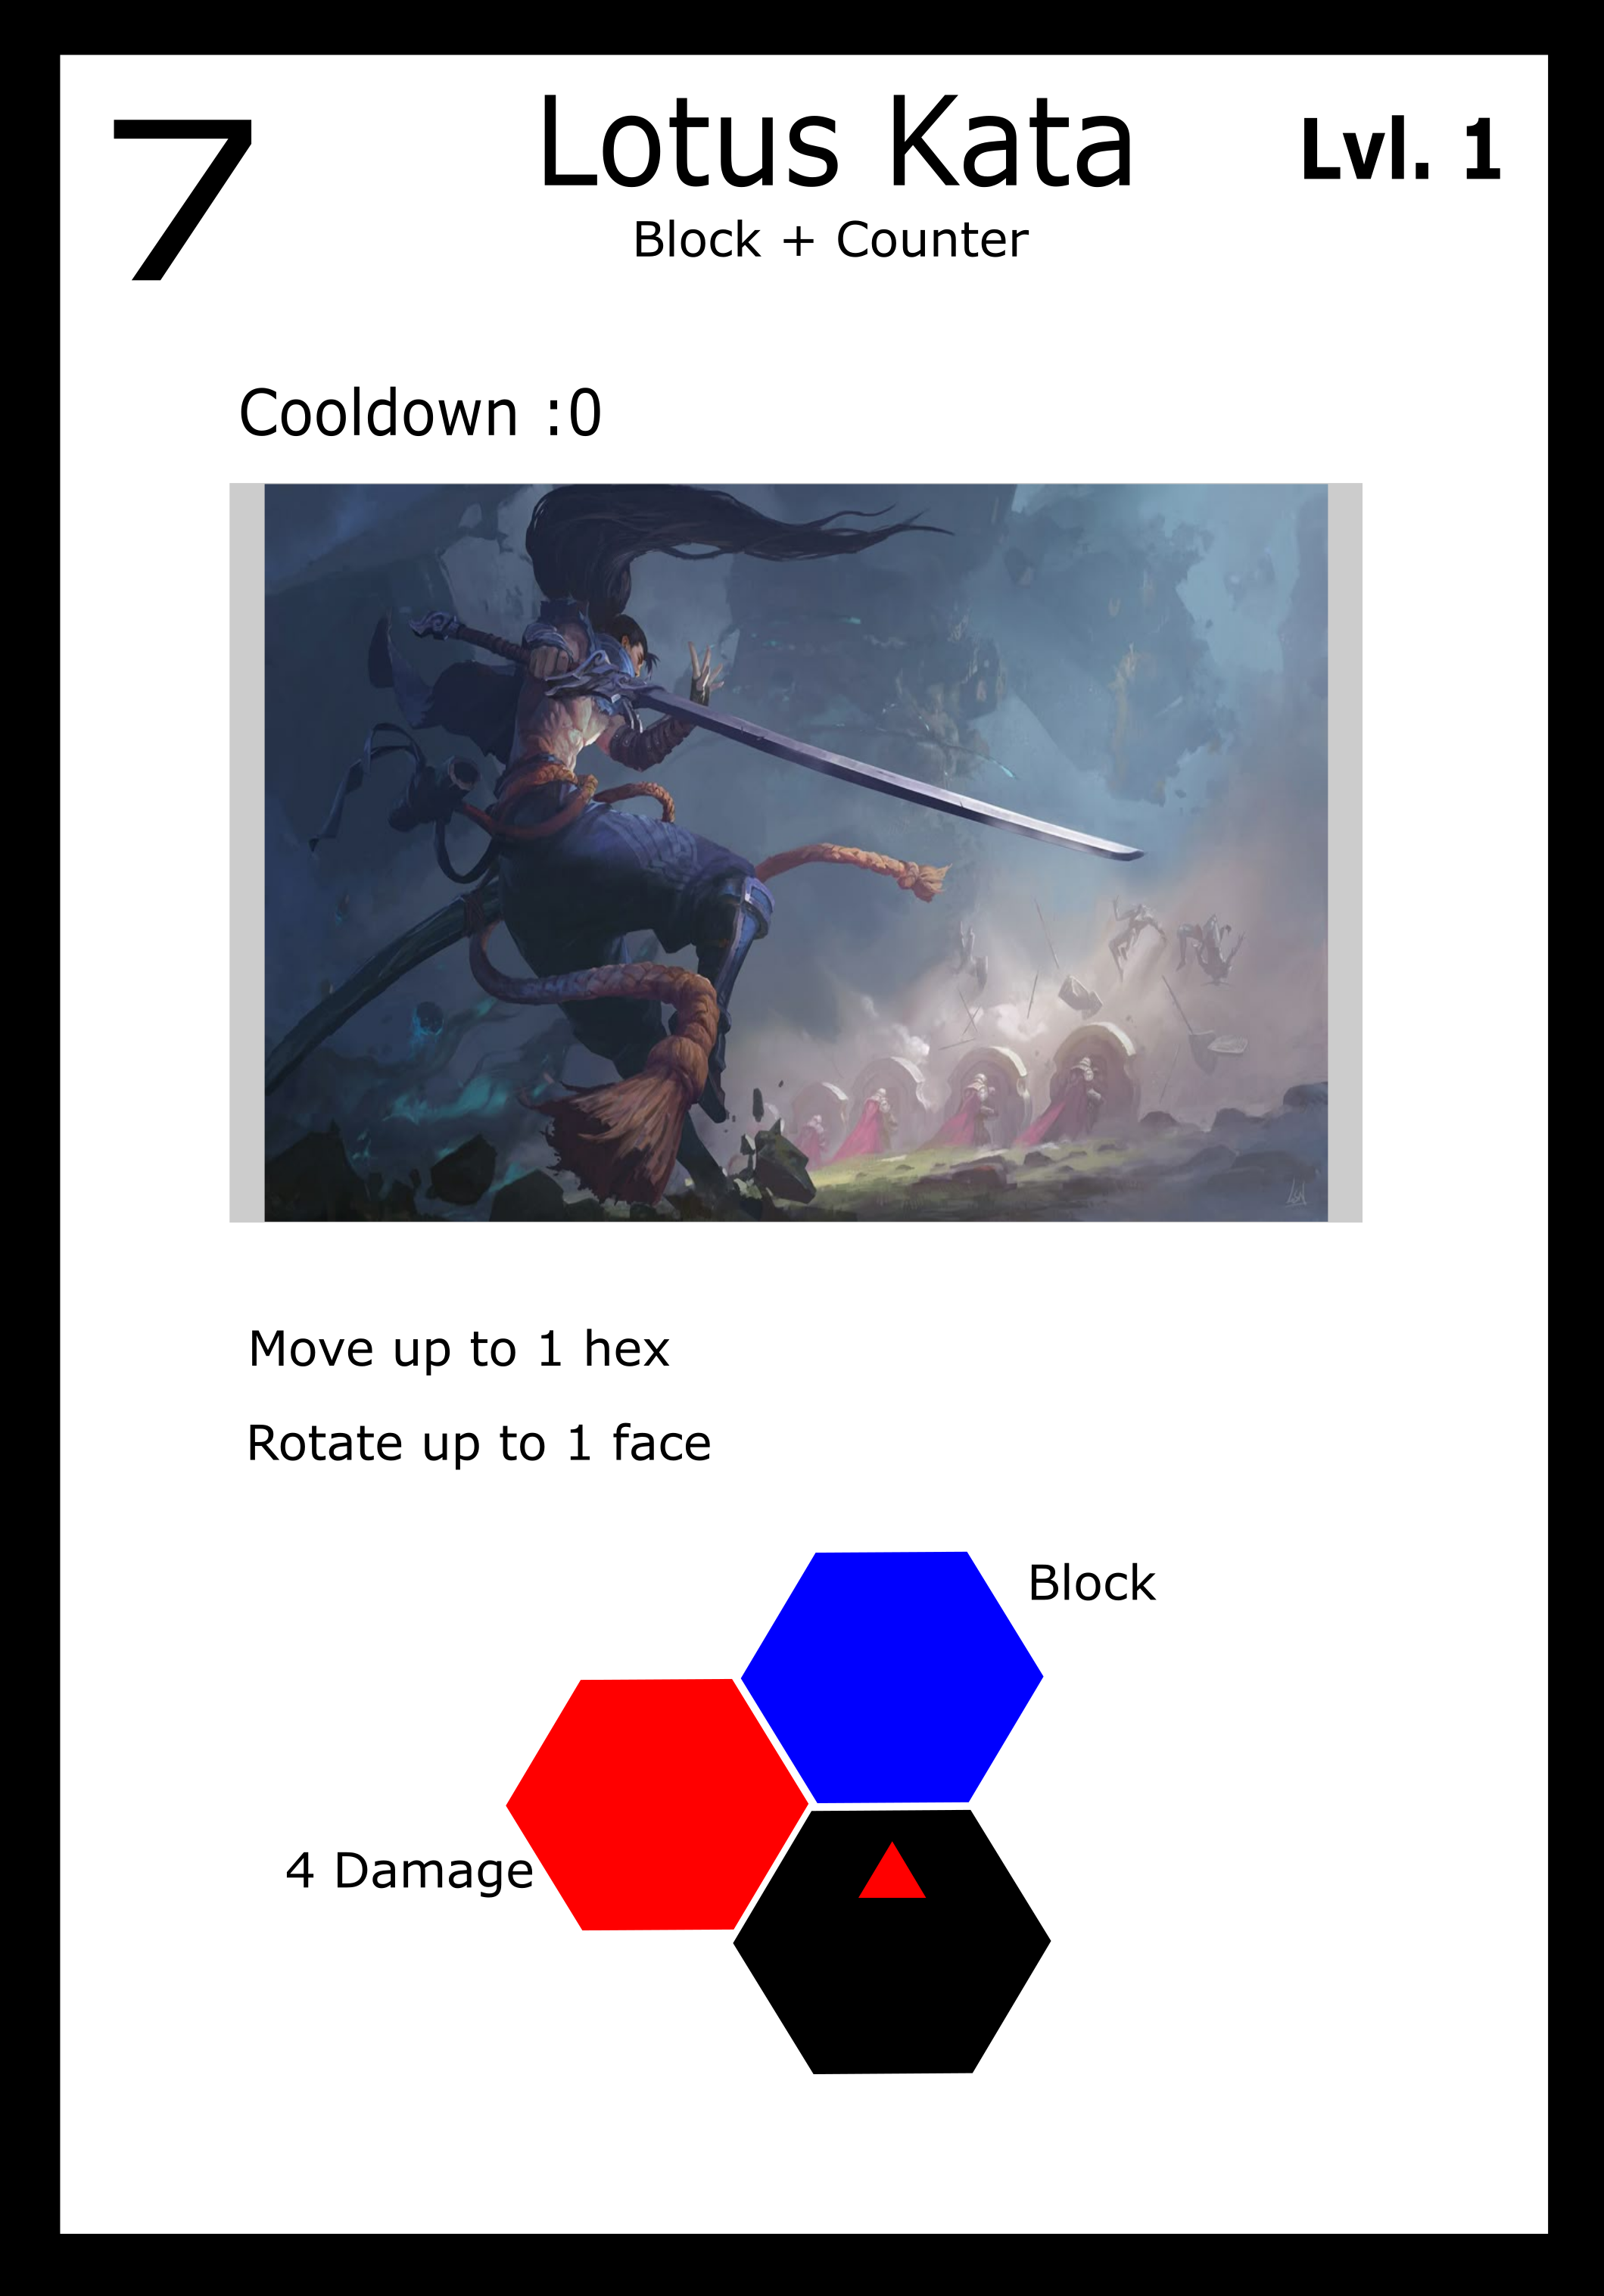 7
Lotus Kata
Lvl. 1
Block + Counter
Cooldown :0
Move up to 1 hex
Rotate up to 1 face
Block
4 Damage